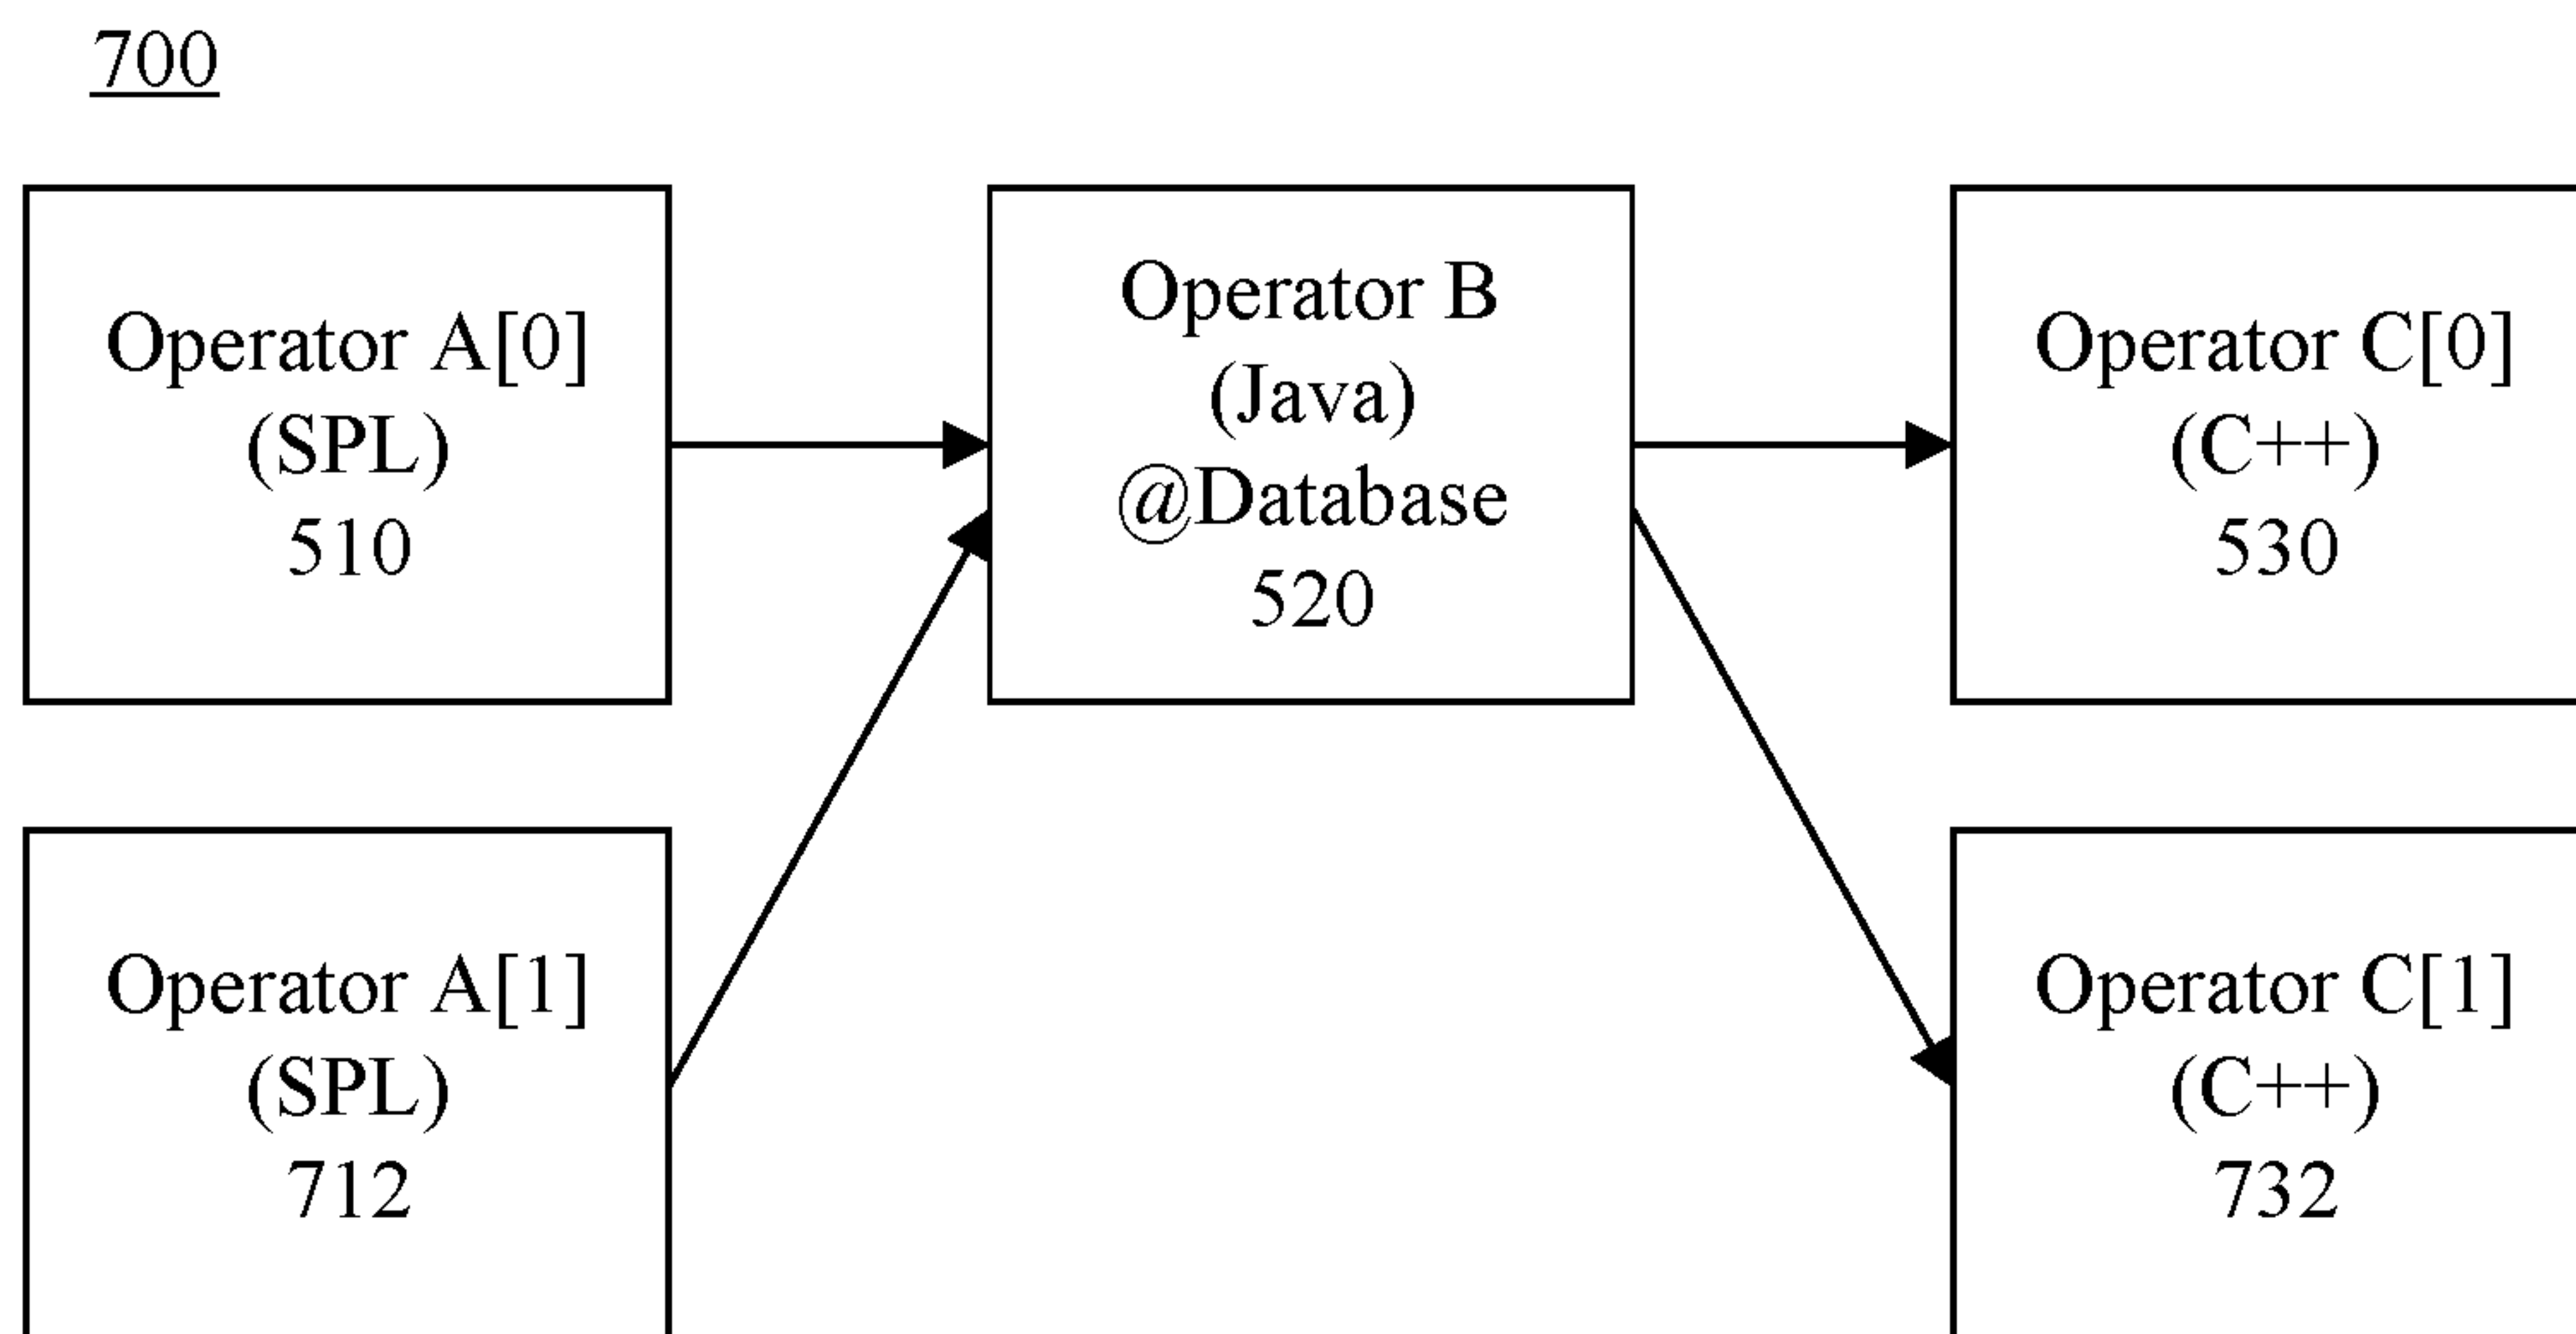 700
Operator A[0]
(SPL)
510
Operator B
(Java)
@Database
520
Operator C[0]
(C++)
530
Operator A[1]
(SPL)
712
Operator C[1]
(C++)
732